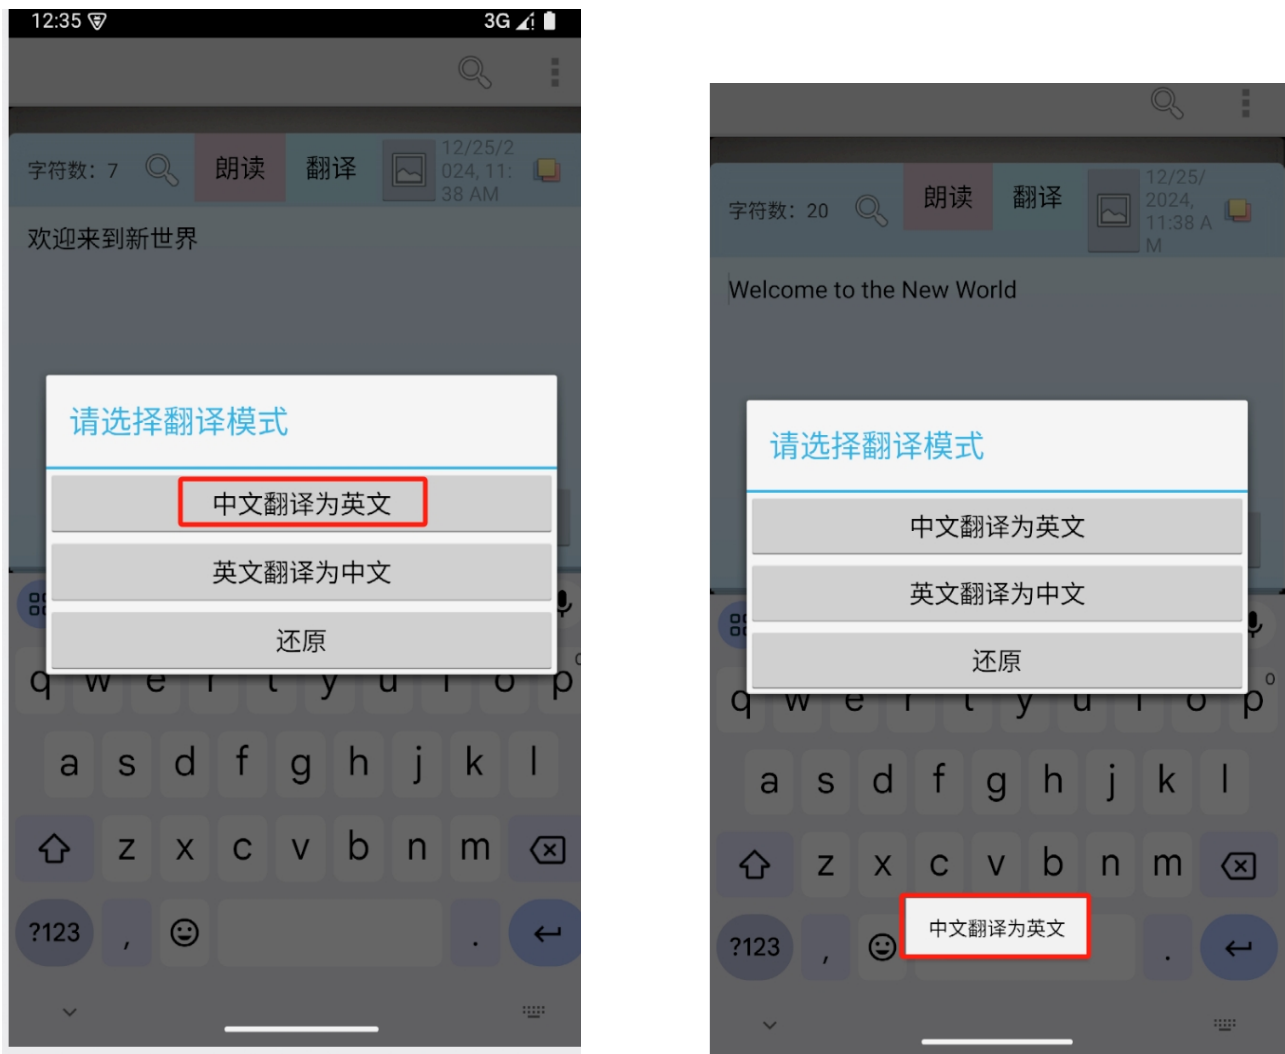 12:35
3G
字符数：7
朗读
翻译
12/25/2
024, 11:
38 AM
欢迎来到新世界
请选择翻译模式
中文翻译为英文
英文翻译为中文
还原
q w e r t y u i o p 0
a s d f g h j k l
z x c v b n m
?123 , .
字符数：20
朗读
翻译
12/25/
2024,
11:38 A
M
Welcome to the New World
请选择翻译模式
中文翻译为英文
英文翻译为中文
还原
q w e r t y u i o p 0
a s d f g h j k l
z x c v b n m
中文翻译为英文
?123 , .